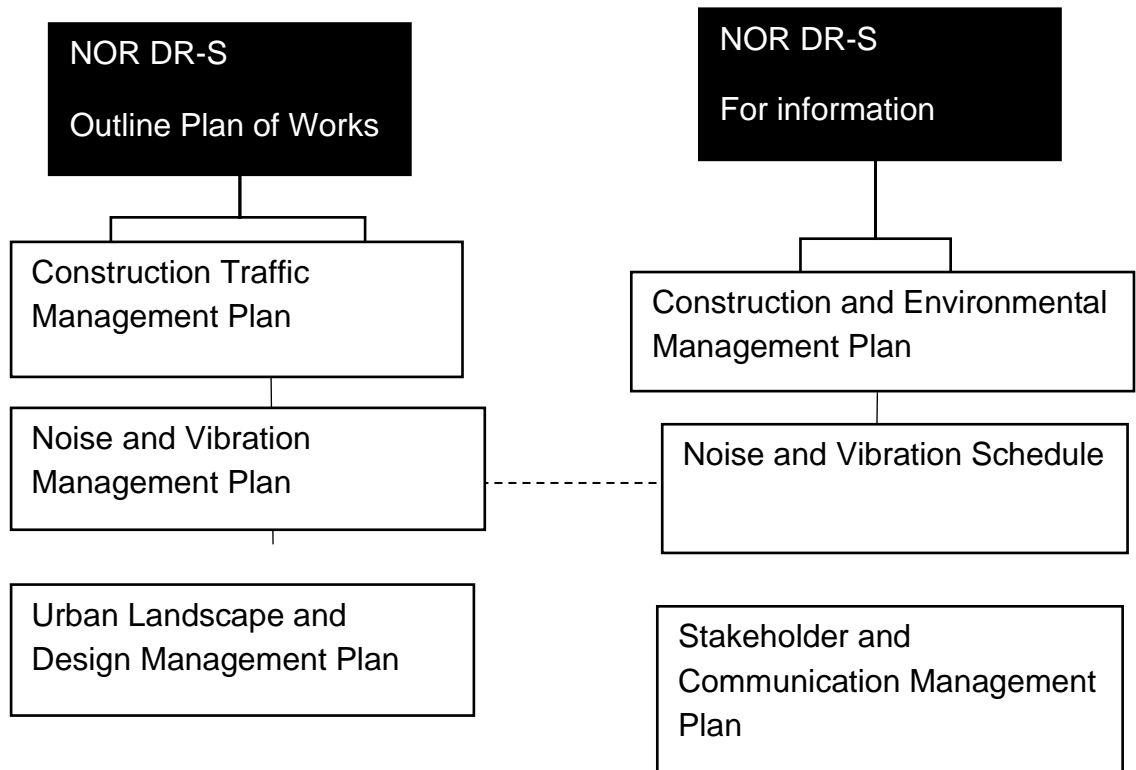 NOR DR-S
Outline Plan of Works
Construction Traffic
Management Plan
Noise and Vibration
Management Plan
Urban Landscape and
Design Management Plan
NOR DR-S
For information
Construction and Environmental
Management Plan
Noise and Vibration Schedule
Stakeholder and
Communication Management
Plan